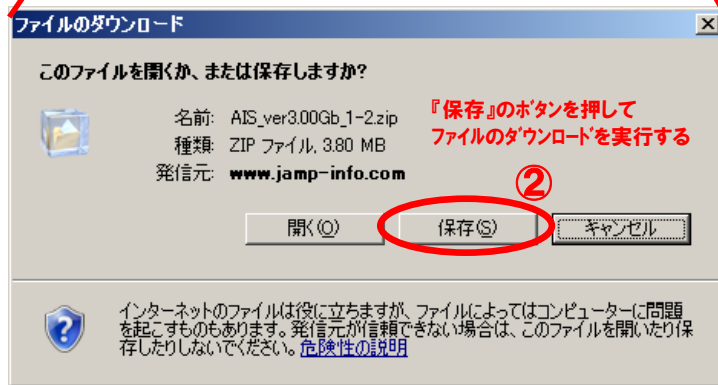 ファイルのダウンロード
このファイルを開くか、または保存しますか?
名前: AIS_ver3.00Gb_1-2.zip
種類: ZIP ファイル, 3.80 MB
発信元: www.jamp-info.com
『保存』のボタンを押して
ファイルのダウンロードを実行する
②
開く(O)
保存(S)
キャンセル
インターネットのファイルは役に立ちますが、ファイルによってはコンピューターに問題
を起こすものもあります。発信元が信頼できない場合は、このファイルを開いたり保
存したりしないでください。危険性の説明